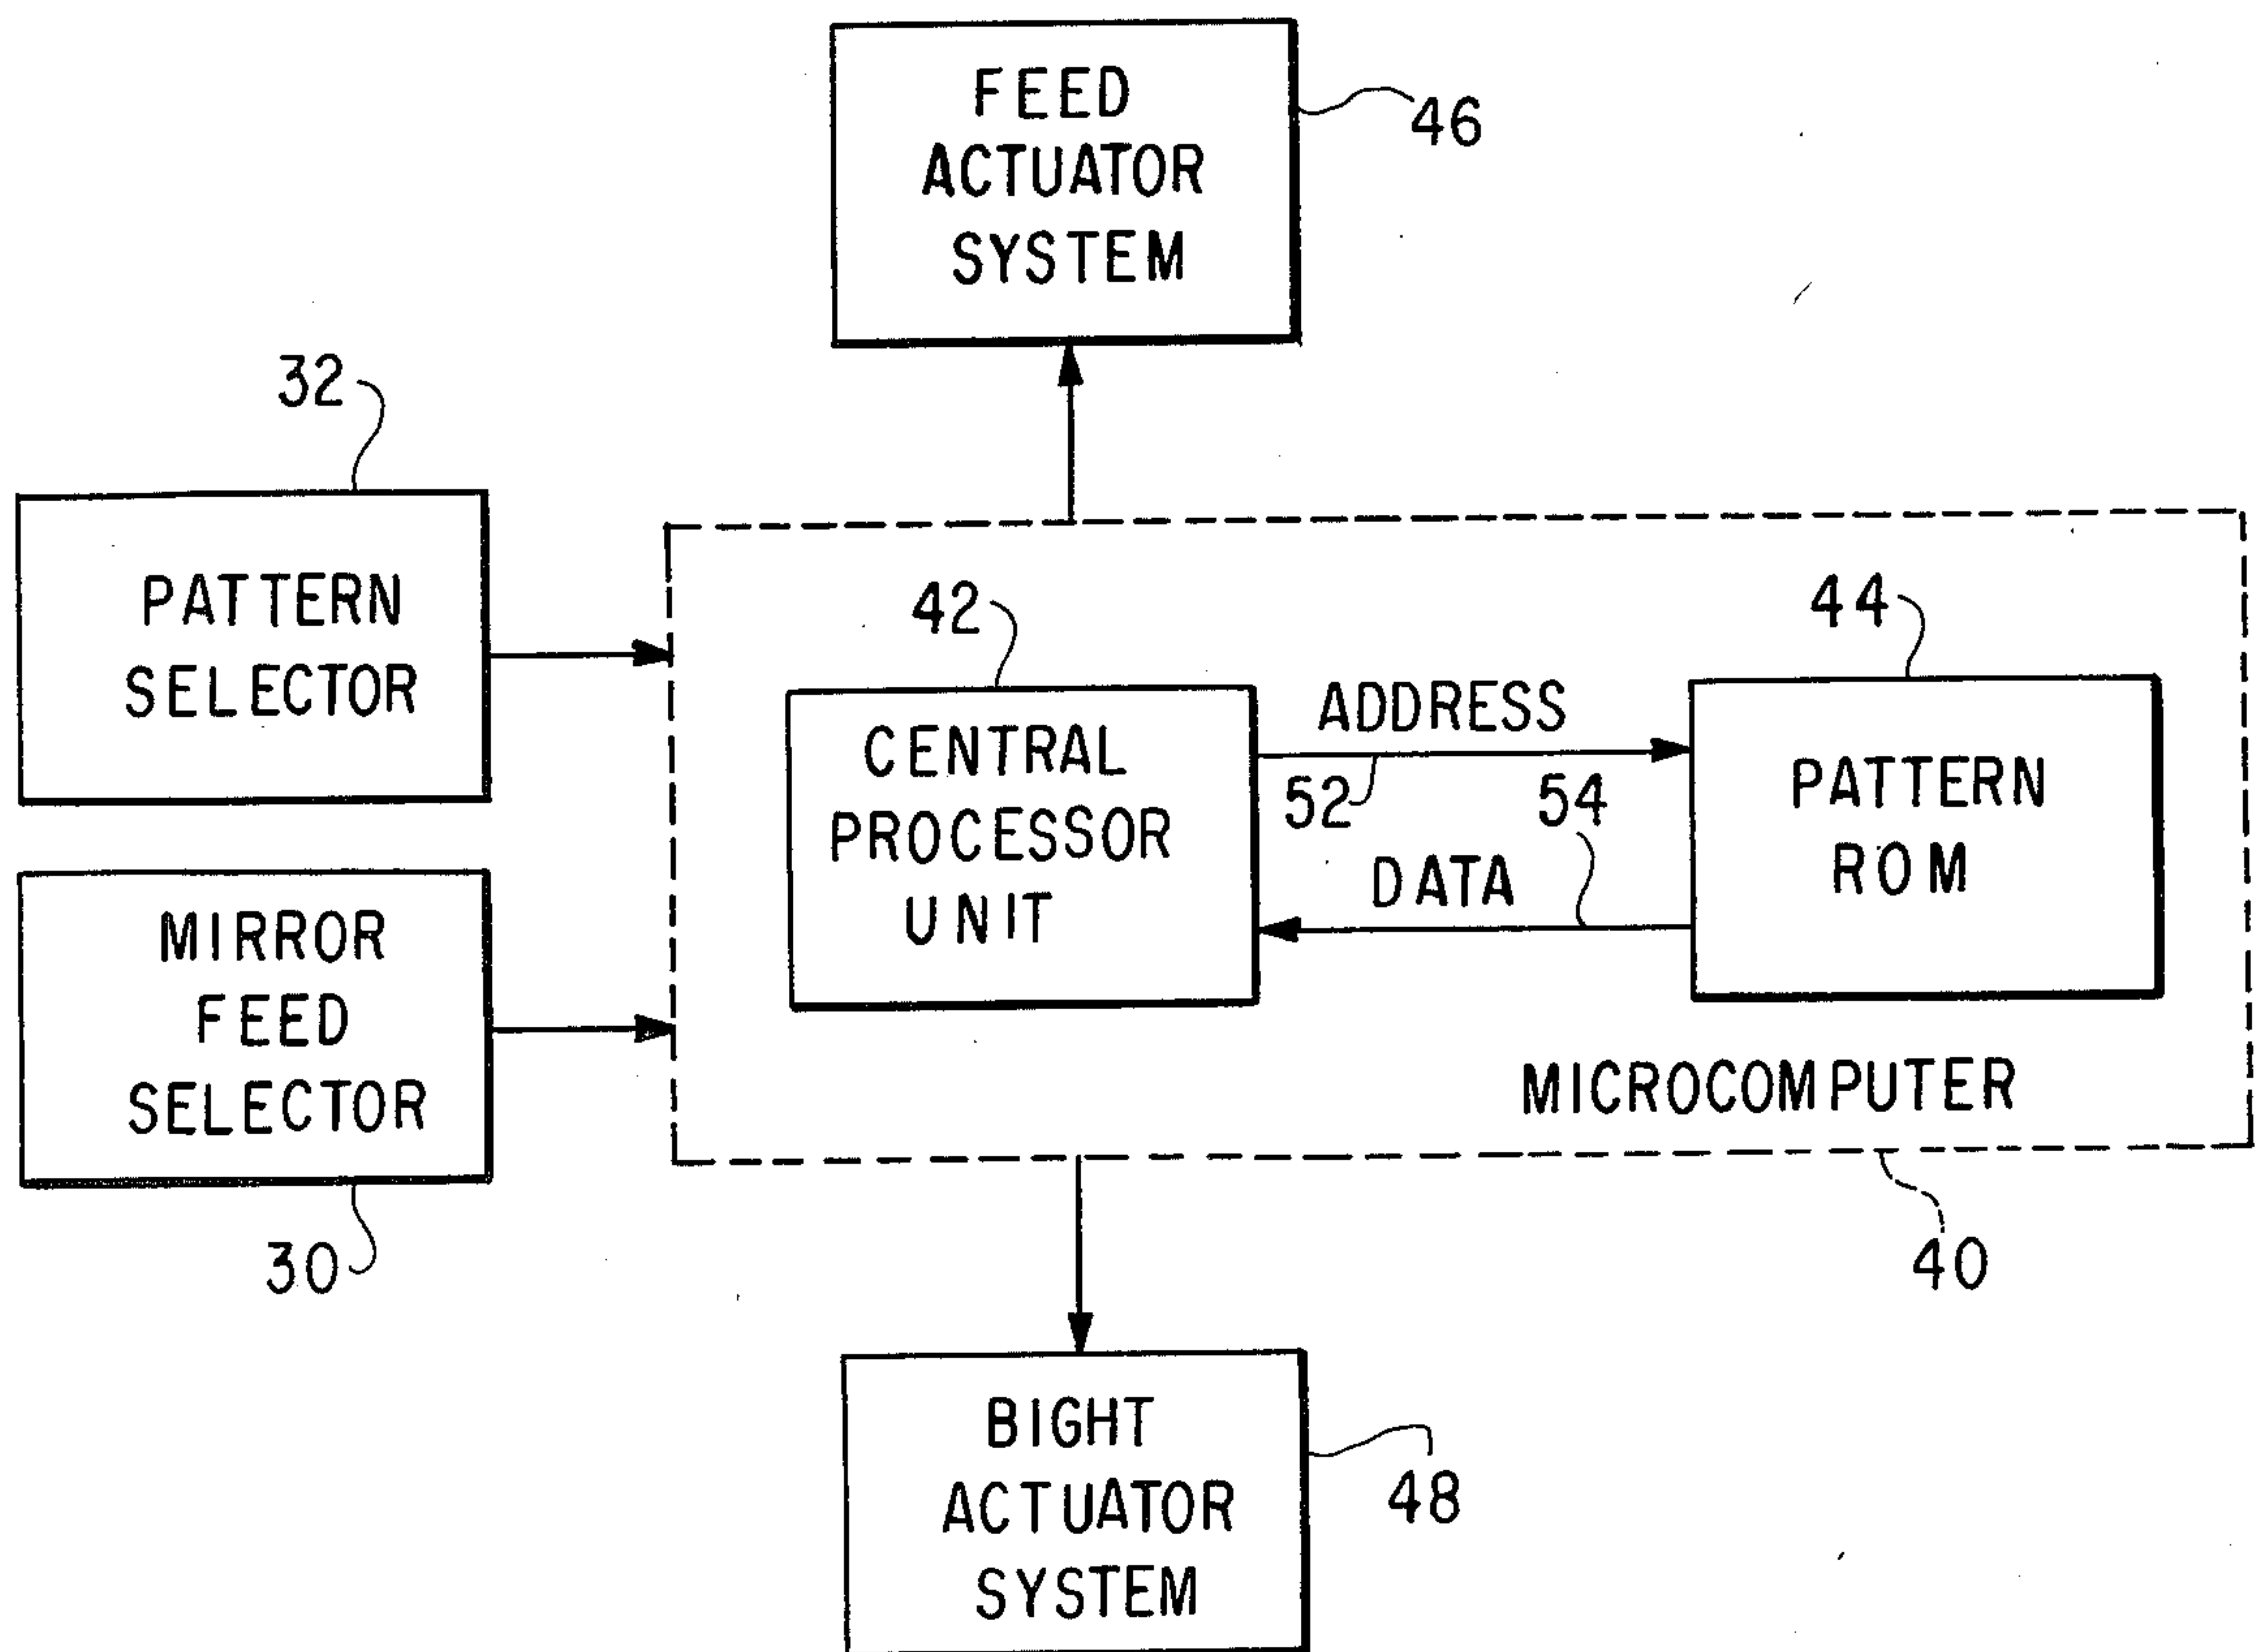 FEED
ACTUATOR
SYSTEM
46
32
PATTERN
SELECTOR
42
44
CENTRAL
PROCESSOR
UNIT
ADDRESS
52
54
DATA
PATTERN
ROM
MIRROR
FEED
SELECTOR
30
MICROCOMPUTER
40
BIGHT
ACTUATOR
SYSTEM
48